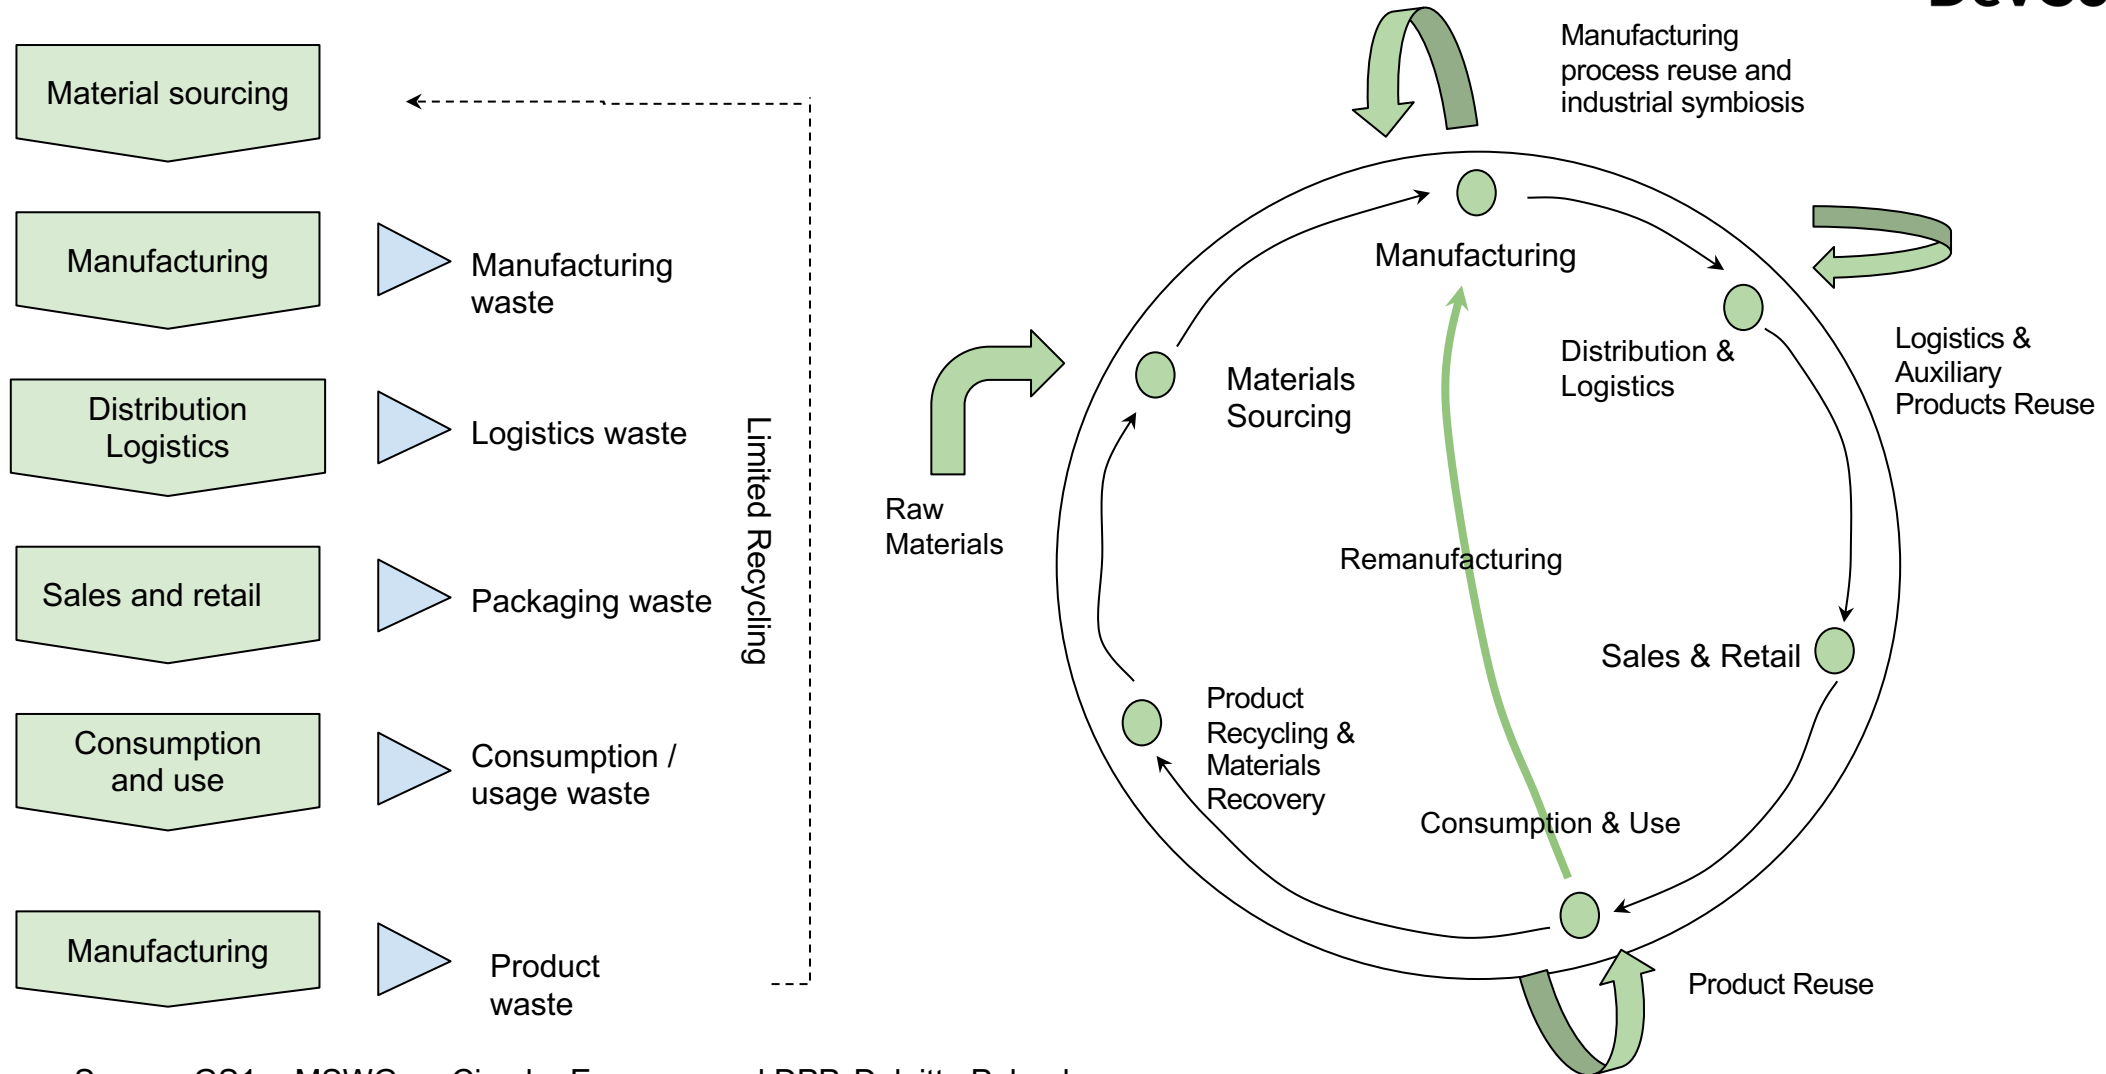 Material sourcing
Manufacturing
Manufacturing
waste
Distribution
Logistics
Logistics waste
Sales and retail
Packaging waste
Consumption
and use
Consumption /
usage waste
Manufacturing
Product
waste
Limited Recycling
Manufacturing
process reuse and
industrial symbiosis
Manufacturing
Distribution &
Logistics
Logistics &
Auxiliary
Products Reuse
Materials
Sourcing
Raw
Materials
Remanufacturing
Sales & Retail
Product
Recycling &
Materials
Recovery
Consumption & Use
Product Reuse